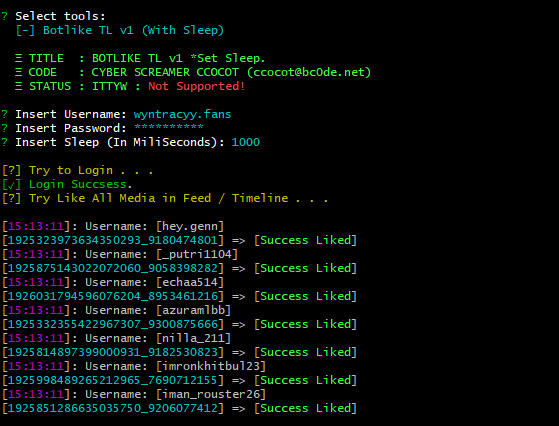 ? Select tools:
[-] Botlike TL v1 (With Sleep)
Ξ TITLE : BOTLIKE TL v1 *Set Sleep.
Ξ CODE : CYBER SCREAMER CCOCOT (ccocot@bc0de.net)
Ξ STATUS : ITTYW : Not Supported!
? Insert Username: wyntracyy.fans
? Insert Password: **********
? Insert Sleep (In MiliSeconds): 1000
[?] Try to Login . . .
[√] Login Succsess.
[?] Try Like All Media in Feed / Timeline . . .
[15:13:11]: Username: [hey.genn]
[1925323973634350293_9180474801] => [Success Liked]
[15:13:11]: Username: [_putri1104]
[1925875143022072060_9058398282] => [Success Liked]
[15:13:11]: Username: [echaa514]
[1926031794596076204_8953461216] => [Success Liked]
[15:13:11]: Username: [azuramlbb]
[1925332355422967307_9300875666] => [Success Liked]
[15:13:11]: Username: [nilla_211]
[1925814897399000931_9182530823] => [Success Liked]
[15:13:11]: Username: [imronkhitbul23]
[1925998489265212965_7690712155] => [Success Liked]
[15:13:11]: Username: [iman_rouster26]
[1925851286635035750_9206077412] => [Success Liked]